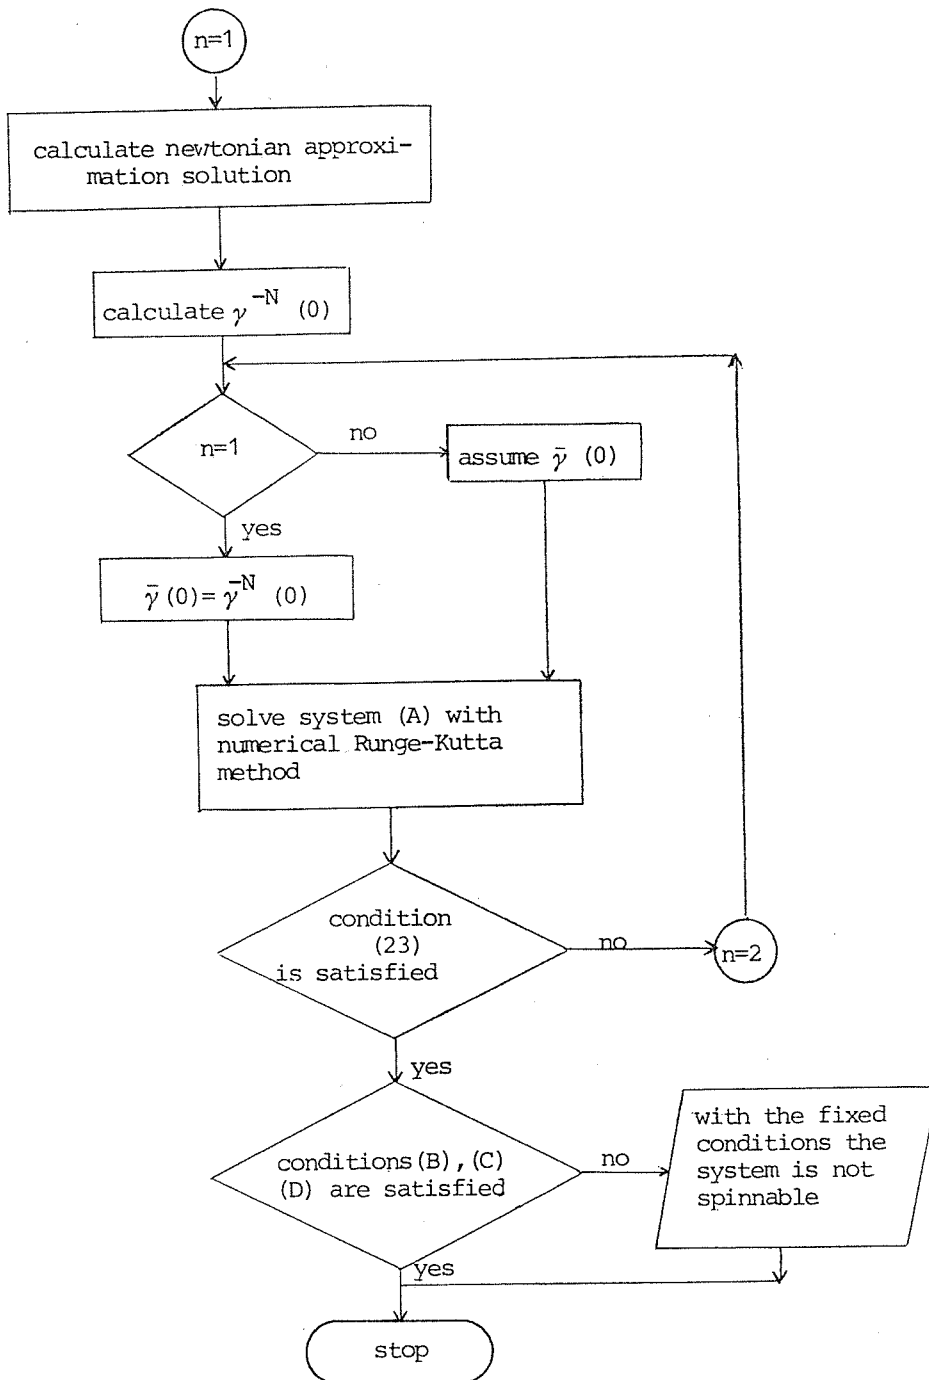 n=1
calculate newtonian approxi-
mation solution
calculate γ⁻ᴺ (0)
n=1
no
assume γ̄ (0)
yes
γ̄ (0)= γ⁻ᴺ (0)
solve system (A) with
numerical Runge-Kutta
method
condition
(23)
is satisfied
no
n=2
yes
conditions(B),(C)
(D) are satisfied
no
with the fixed
conditions the
system is not
spinnable
yes
stop